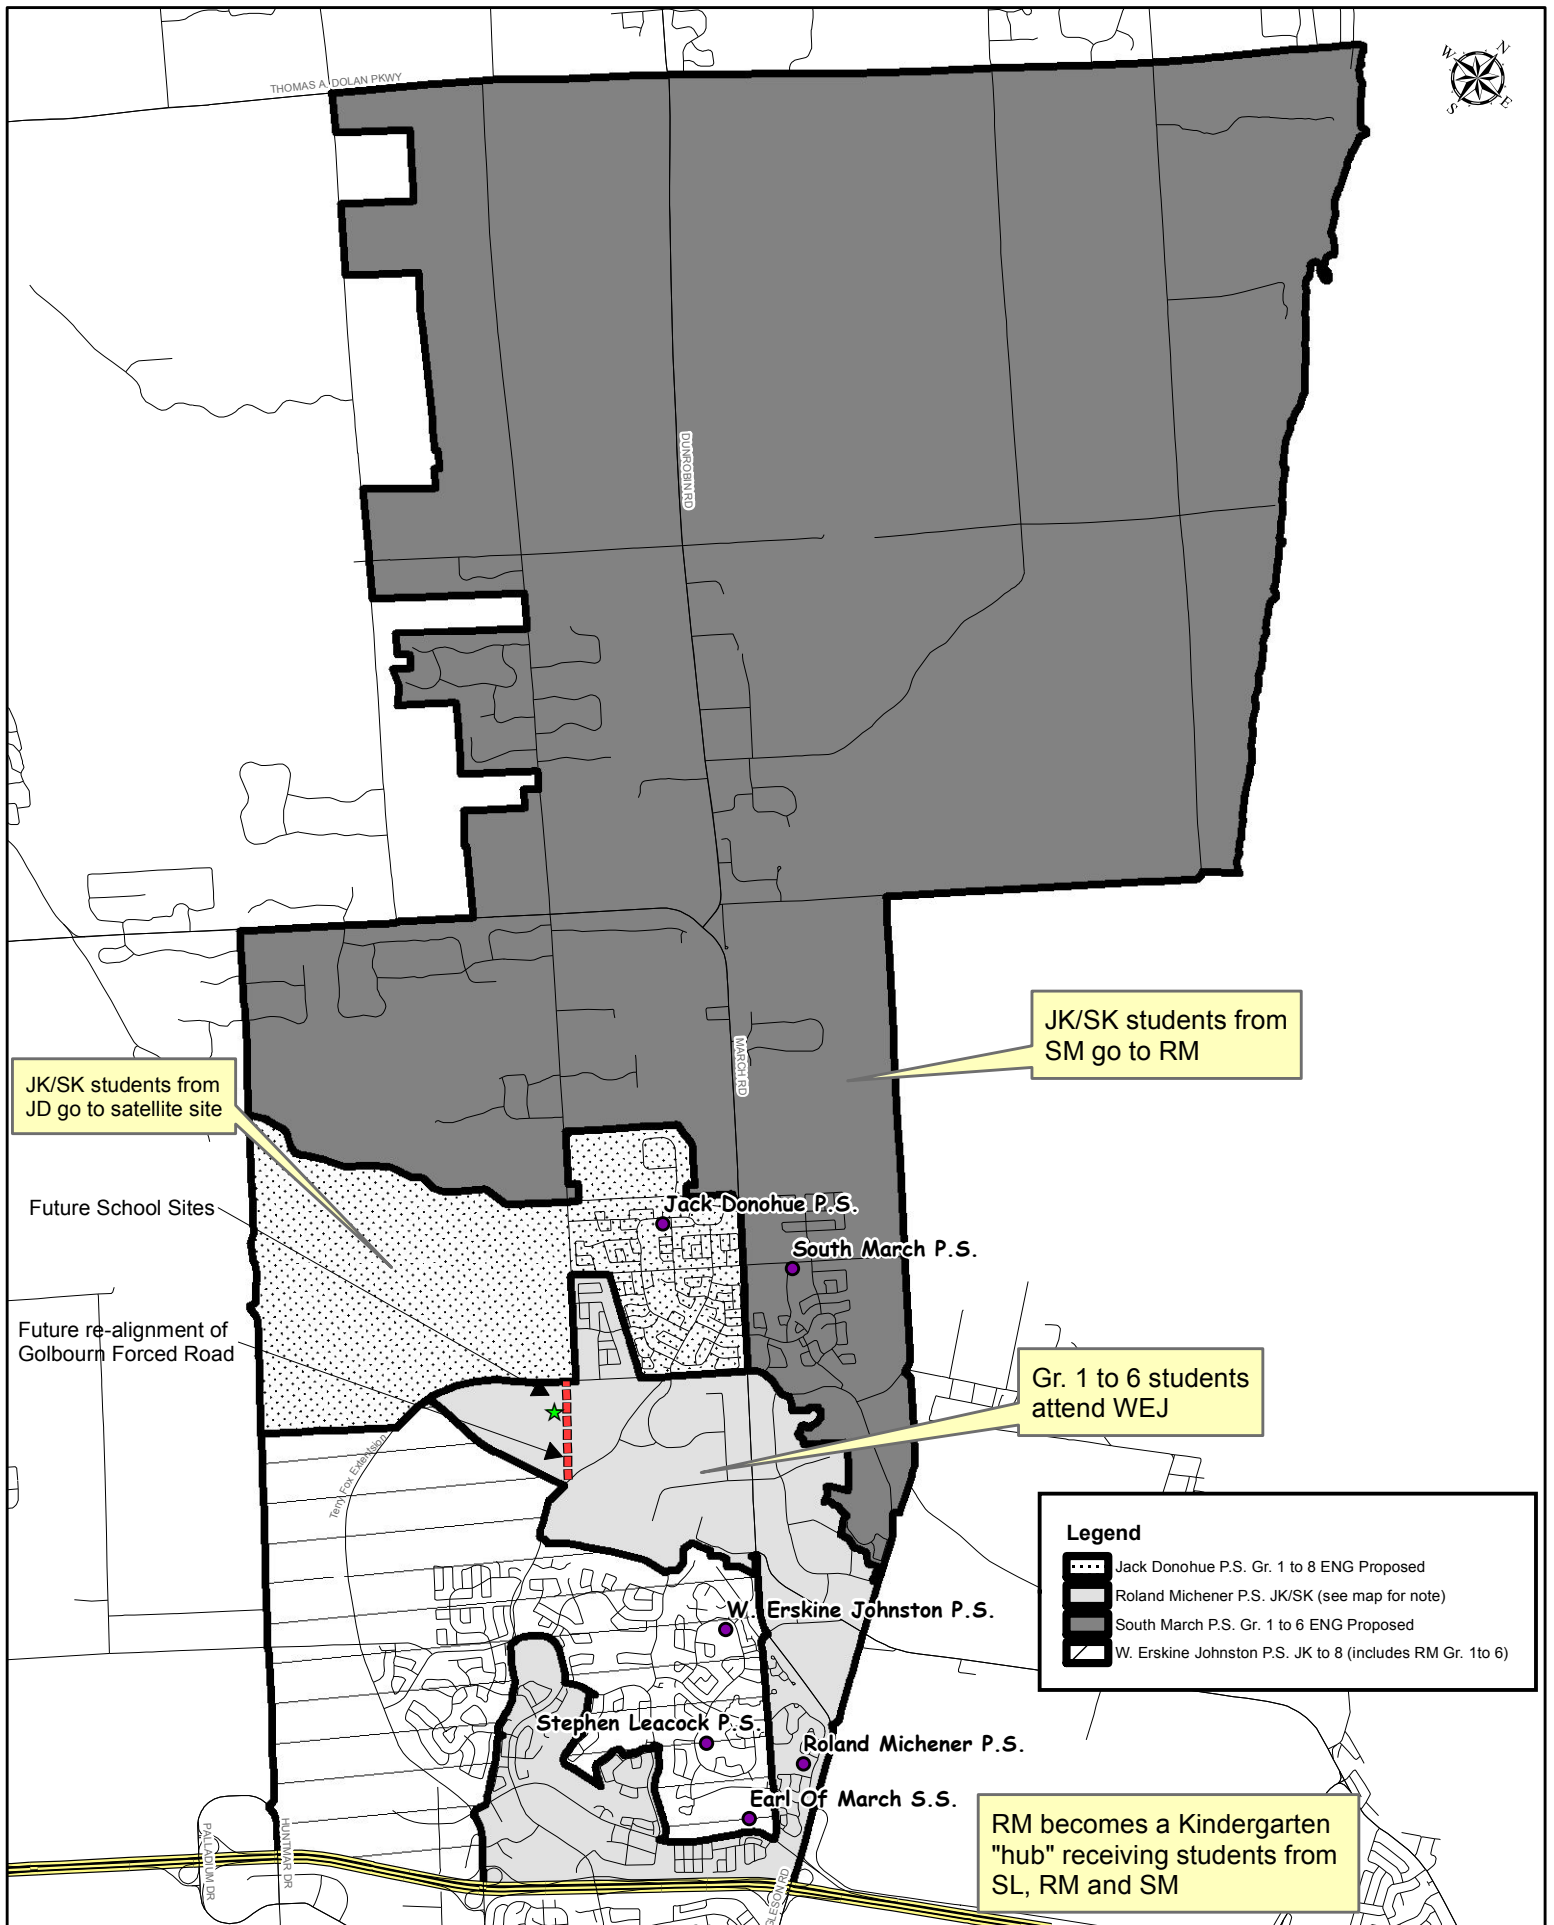 THOMAS A. DOLAN PKWY
W
N
S
E
DUNROBIN RD
MARCH RD
JK/SK students from
SM go to RM
JK/SK students from
JD go to satellite site
Future School Sites
Jack Donohue P.S.
South March P.S.
Future re-alignment of
Golbourn Forced Road
Gr. 1 to 6 students
attend WEJ
Terry Fox Extentsion
Legend
Jack Donohue P.S. Gr. 1 to 8 ENG Proposed
Roland Michener P.S. JK/SK (see map for note)
South March P.S. Gr. 1 to 6 ENG Proposed
W. Erskine Johnston P.S. JK to 8 (includes RM Gr. 1to 6)
W. Erskine Johnston P.S.
Stephen Leacock P.S.
Roland Michener P.S.
Earl Of March S.S.
RM becomes a Kindergarten
"hub" receiving students from
SL, RM and SM
PALLADIUM DR
HUNTMAR DR
GLESON RD